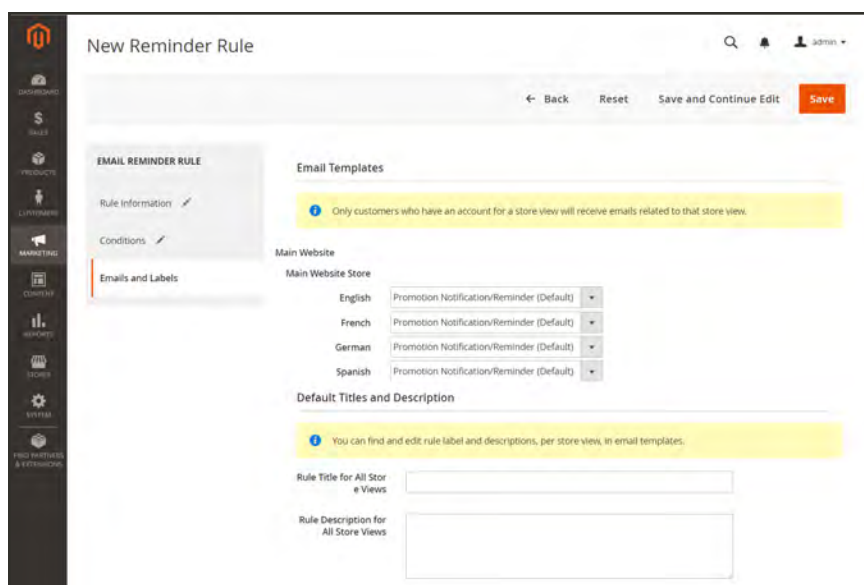 New Reminder Rule
admin
← Back Reset Save and Continue Edit Save
DASHBOARD
SALES
PRODUCTS
CUSTOMERS
MARKETING
CONTENT
REPORTS
STORES
SYSTEM
FIND PARTNERS
& EXTENSIONS
EMAIL REMINDER RULE
Rule Information
Conditions
Emails and Labels
Email Templates
Only customers who have an account for a store view will receive emails related to that store view.
Main Website
Main Website Store
English Promotion Notification/Reminder (Default)
French Promotion Notification/Reminder (Default)
German Promotion Notification/Reminder (Default)
Spanish Promotion Notification/Reminder (Default)
Default Titles and Description
You can find and edit rule label and descriptions, per store view, in email templates.
Rule Title for All Stor
e Views
Rule Description for
All Store Views